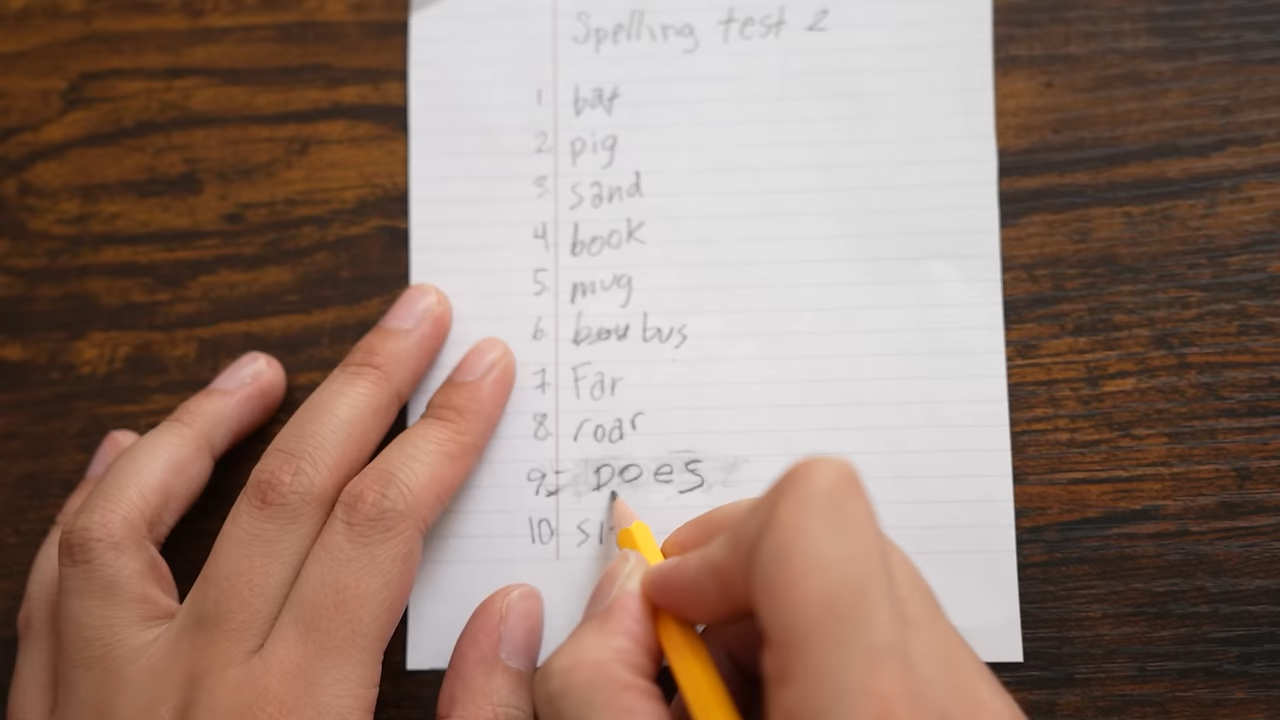 Spelling test 2
1 bat
2. pig
3. sand
4. book
5. mug
6. bou bus
7. Far
8. roar
9. Does
10